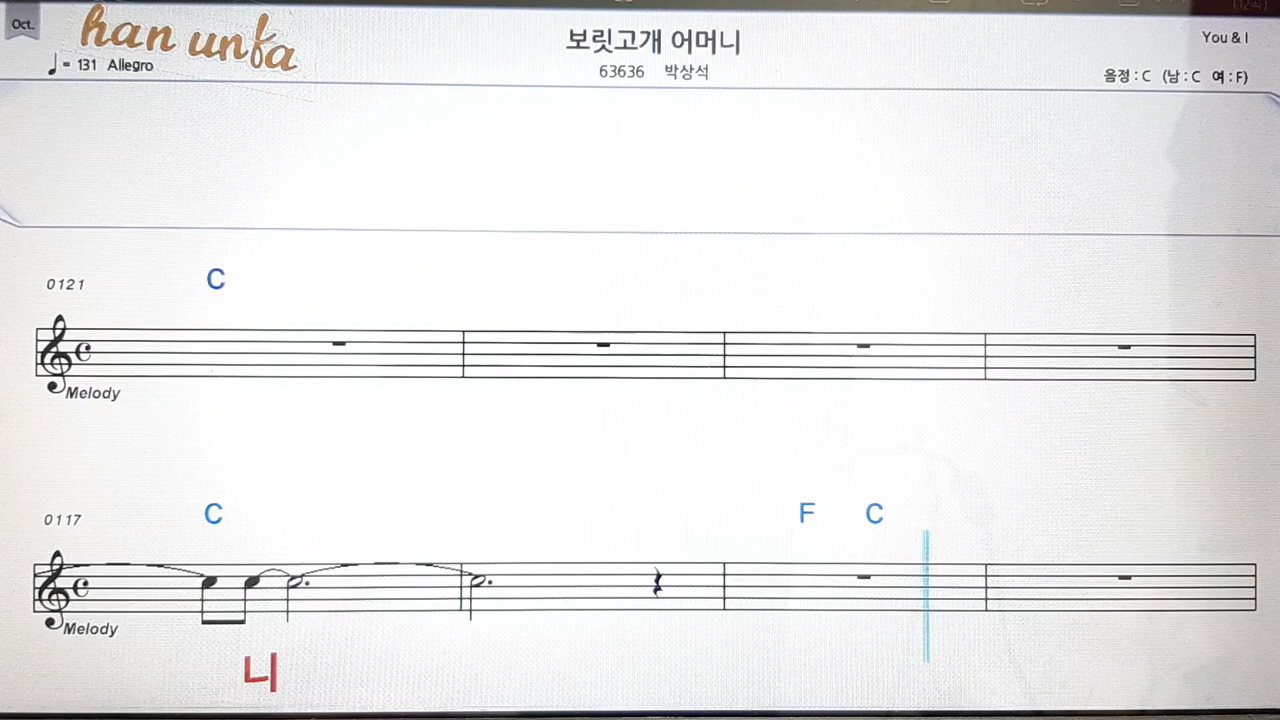 Oct.
han unfa
= 131 Allegro
보릿고개 어머니
63636 박상석
You & I
음정 : C (남 : C 여 : F)
0121
C
Melody
0117
C
F C
Melody
니